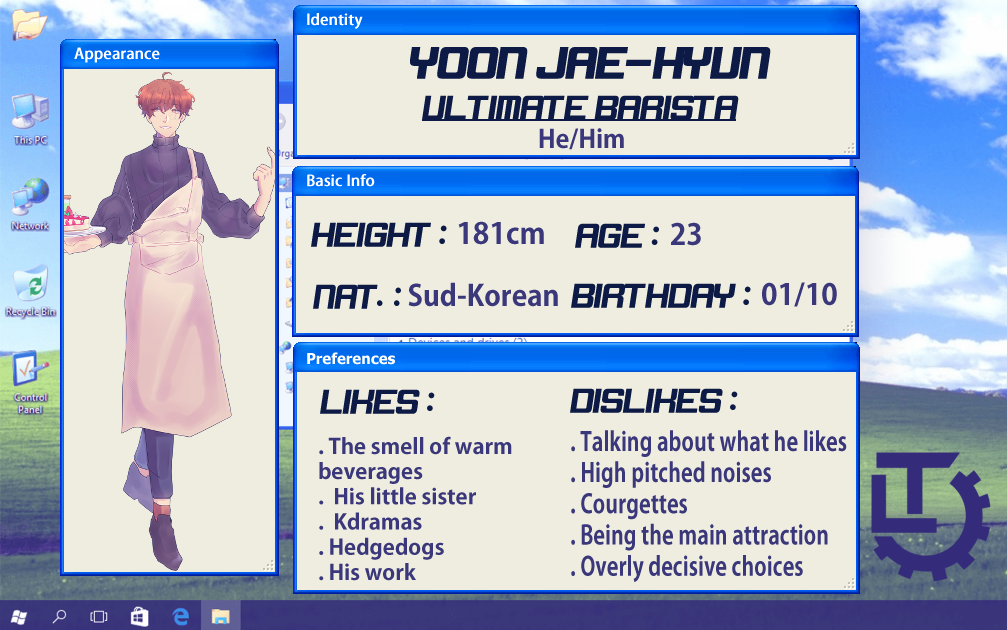 Identity
YOON JAE-HYUN
ULTIMATE BARISTA
He/Him
Appearance
This PC
Network
Recycle Bin
Control
Panel
Basic Info
HEIGHT : 181cm
AGE : 23
NAT. : Sud-Korean
BIRTHDAY : 01/10
Preferences
LIKES :
. The smell of warm
beverages
. His little sister
. Kdramas
. Hedgedogs
. His work
DISLIKES :
. Talking about what he likes
. High pitched noises
. Courgettes
. Being the main attraction
. Overly decisive choices
LT